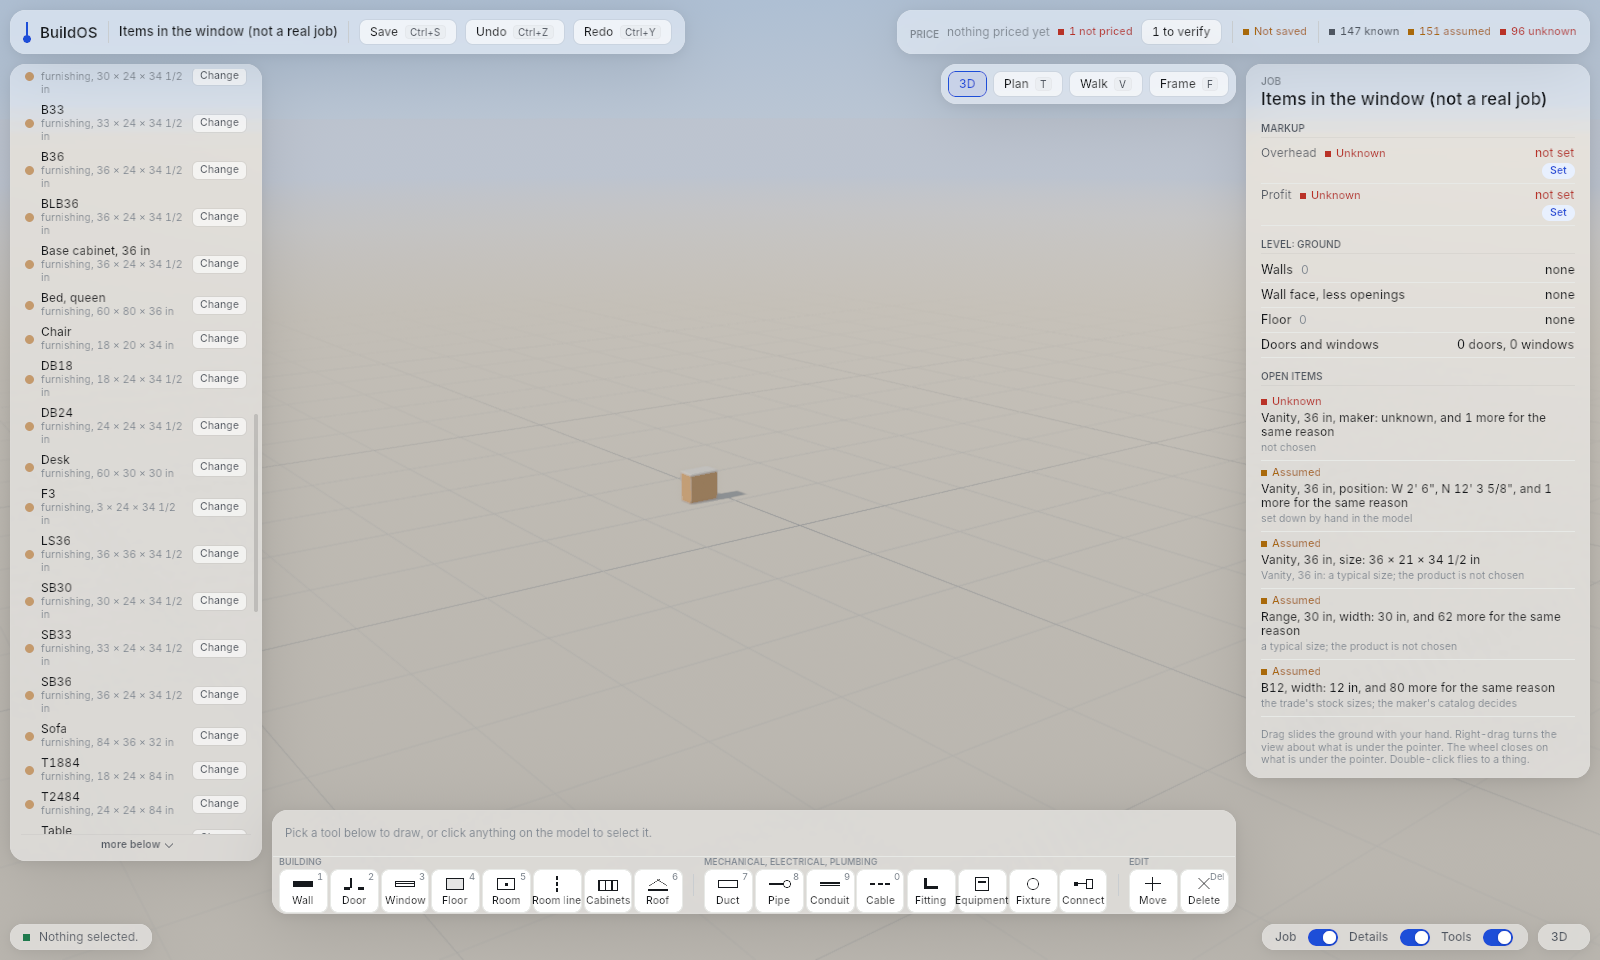 BuildOS
Items in the window (not a real job)
Save Ctrl+S
Undo Ctrl+Z
Redo Ctrl+Y
PRICE nothing priced yet 1 not priced 1 to verify Not saved 147 known 151 assumed 96 unknown
3D
Plan T
Walk V
Frame F
furnishing, 30 × 24 × 34 1/2
in
Change
B33
furnishing, 33 × 24 × 34 1/2
in
Change
B36
furnishing, 36 × 24 × 34 1/2
in
Change
BLB36
furnishing, 36 × 24 × 34 1/2
in
Change
Base cabinet, 36 in
furnishing, 36 × 24 × 34 1/2
in
Change
Bed, queen
furnishing, 60 × 80 × 36 in
Change
Chair
furnishing, 18 × 20 × 34 in
Change
DB18
furnishing, 18 × 24 × 34 1/2
in
Change
DB24
furnishing, 24 × 24 × 34 1/2
in
Change
Desk
furnishing, 60 × 30 × 30 in
Change
F3
furnishing, 3 × 24 × 34 1/2
in
Change
LS36
furnishing, 36 × 36 × 34 1/2
in
Change
SB30
furnishing, 30 × 24 × 34 1/2
in
Change
SB33
furnishing, 33 × 24 × 34 1/2
in
Change
SB36
furnishing, 36 × 24 × 34 1/2
in
Change
Sofa
furnishing, 84 × 36 × 32 in
Change
T1884
furnishing, 18 × 24 × 84 in
Change
T2484
furnishing, 24 × 24 × 84 in
Change
Table
more below
JOB
Items in the window (not a real job)
MARKUP
Overhead Unknown not set
Set
Profit Unknown not set
Set
LEVEL: GROUND
Walls 0 none
Wall face, less openings none
Floor 0 none
Doors and windows 0 doors, 0 windows
OPEN ITEMS
Unknown
Vanity, 36 in, maker: unknown, and 1 more for the
same reason
not chosen
Assumed
Vanity, 36 in, position: W 2' 6", N 12' 3 5/8", and 1
more for the same reason
set down by hand in the model
Assumed
Vanity, 36 in, size: 36 × 21 × 34 1/2 in
Vanity, 36 in: a typical size; the product is not chosen
Assumed
Range, 30 in, width: 30 in, and 62 more for the same
reason
a typical size; the product is not chosen
Assumed
B12, width: 12 in, and 80 more for the same reason
the trade's stock sizes; the maker's catalog decides
Drag slides the ground with your hand. Right-drag turns the
view about what is under the pointer. The wheel closes on
what is under the pointer. Double-click flies to a thing.
Pick a tool below to draw, or click anything on the model to select it.
BUILDING
1 Wall
2 Door
3 Window
4 Floor
5 Room
Room line
Cabinets
6 Roof
MECHANICAL, ELECTRICAL, PLUMBING
7 Duct
8 Pipe
9 Conduit
0 Cable
Fitting
Equipment
Fixture
Connect
EDIT
Move
Del Delete
Nothing selected.
Job Details Tools 3D